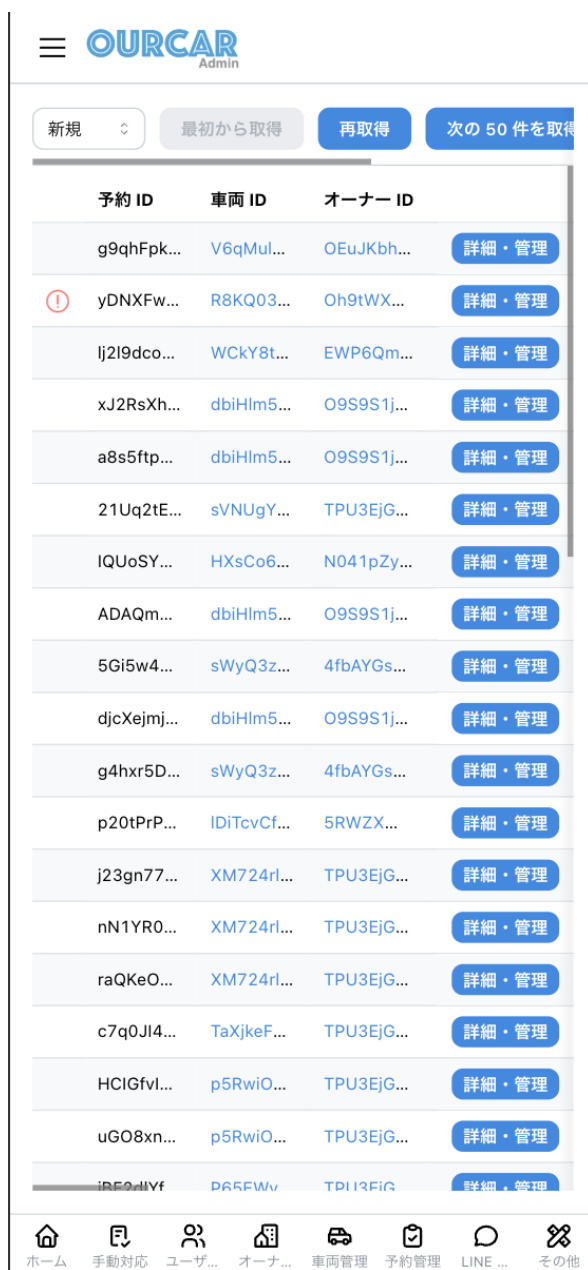 OURCAR
Admin
新規 最初から取得 再取得 次の 50 件を取得
予約 ID 車両 ID オーナー ID
g9qhFpk... V6qMul... OEuJKbh... 詳細・管理
yDNXFw... R8KQ03... Oh9tWX... 詳細・管理
lj2l9dco... WCkY8t... EWP6Qm... 詳細・管理
xJ2RsXh... dbiHlm5... O9S9S1j... 詳細・管理
a8s5ftp... dbiHlm5... O9S9S1j... 詳細・管理
21Uq2tE... sVNUgY... TPU3EjG... 詳細・管理
IQUoSY... HXsCo6... N041pZy... 詳細・管理
ADAQm... dbiHlm5... O9S9S1j... 詳細・管理
5Gi5w4... sWyQ3z... 4fbAYGs... 詳細・管理
djcXejmj... dbiHlm5... O9S9S1j... 詳細・管理
g4hxr5D... sWyQ3z... 4fbAYGs... 詳細・管理
p20tPrP... IDiTcvCf... 5RWZX... 詳細・管理
j23gn77... XM724rl... TPU3EjG... 詳細・管理
nN1YR0... XM724rl... TPU3EjG... 詳細・管理
raQKeO... XM724rl... TPU3EjG... 詳細・管理
c7q0Jl4... TaXjkeF... TPU3EjG... 詳細・管理
HCIGfvI... p5RwiO... TPU3EjG... 詳細・管理
uGO8xn... p5RwiO... TPU3EjG... 詳細・管理
P65FWv TPU3EjG 詳細・管理
ホーム 手動対応 ユーザ... オーナ... 車両管理 予約管理 LINE ... その他